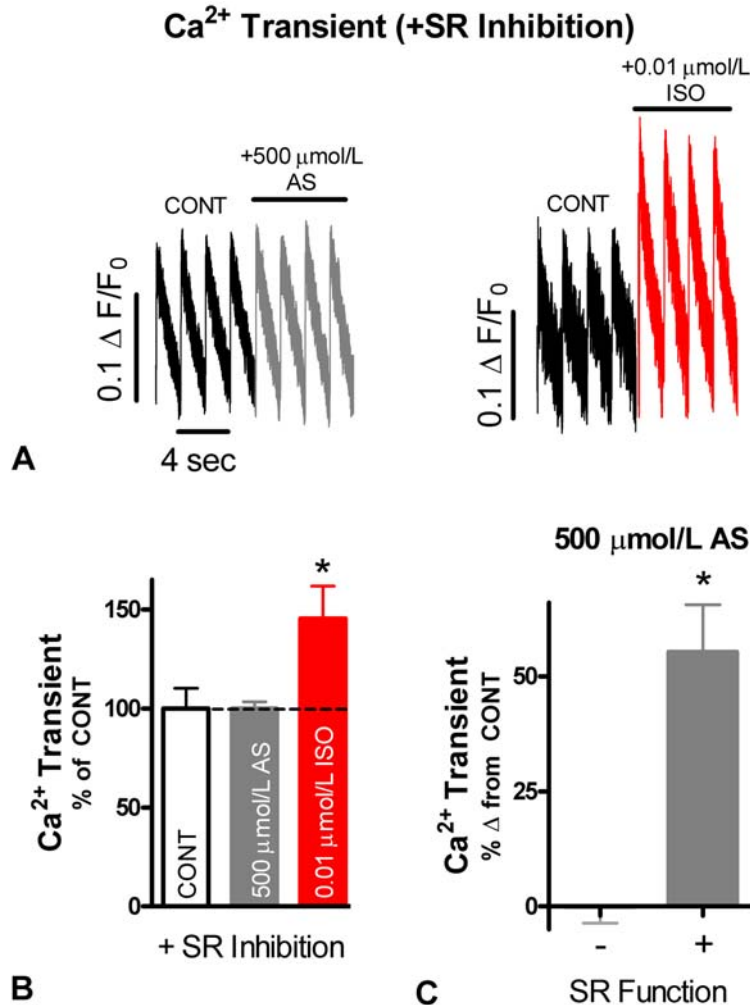 Ca²⁺ Transient (+SR Inhibition)
+0.01 μmol/L
ISO
+500 μmol/L
AS
CONT
CONT
0.1 Δ F/F₀
0.1 Δ F/F₀
4 sec
A
Ca²⁺ Transient
% of CONT
150
100
50
0
*
CONT
500 μmol/L AS
0.01 μmol/L ISO
+ SR Inhibition
B
500 μmol/L AS
*
Ca²⁺ Transient
% Δ from CONT
50
25
0
- +
SR Function
C